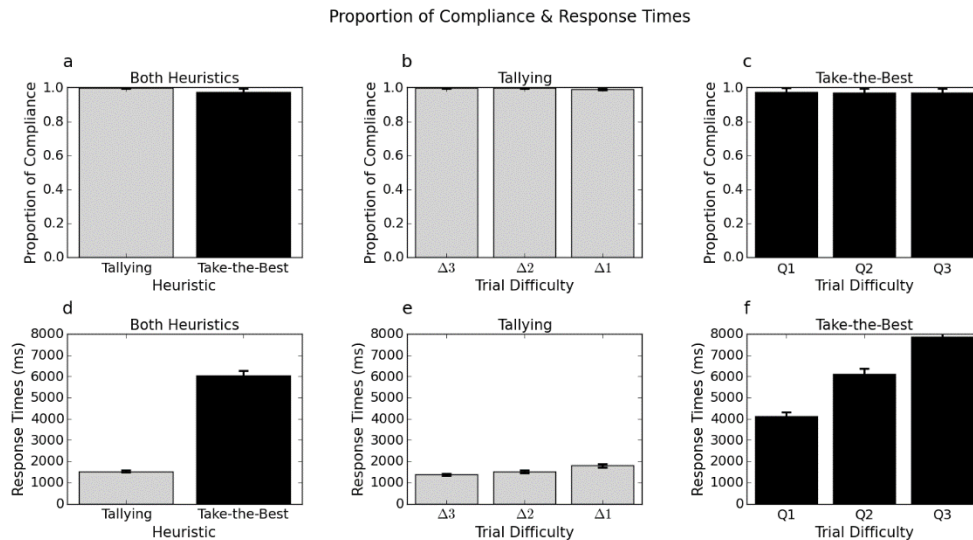 Proportion of Compliance & Response Times
a
Both Heuristics
Proportion of Compliance
1.0
0.8
0.6
0.4
0.2
0.0
Tallying Take-the-Best
Heuristic
b
Tallying
Proportion of Compliance
1.0
0.8
0.6
0.4
0.2
0.0
Δ3 Δ2 Δ1
Trial Difficulty
c
Take-the-Best
Proportion of Compliance
1.0
0.8
0.6
0.4
0.2
0.0
Q1 Q2 Q3
Trial Difficulty
d
Both Heuristics
Response Times (ms)
8000
7000
6000
5000
4000
3000
2000
1000
0
Tallying Take-the-Best
Heuristic
e
Tallying
Response Times (ms)
8000
7000
6000
5000
4000
3000
2000
1000
0
Δ3 Δ2 Δ1
Trial Difficulty
f
Take-the-Best
Response Times (ms)
8000
7000
6000
5000
4000
3000
2000
1000
0
Q1 Q2 Q3
Trial Difficulty